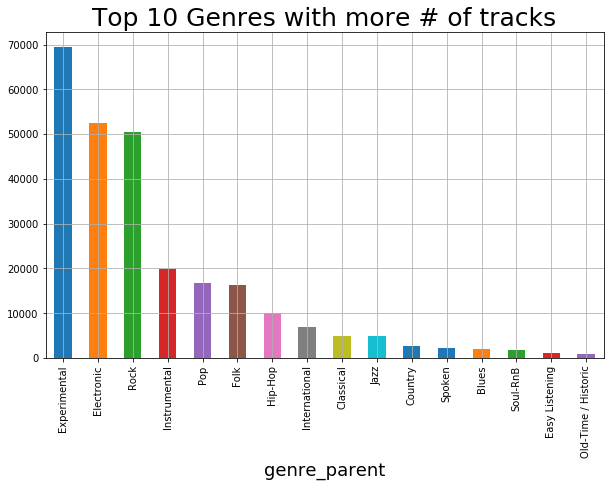 Top 10 Genres with more # of tracks
70000
60000
50000
40000
30000
20000
10000
0
Experimental
Electronic
Rock
Instrumental
Pop
Folk
Hip-Hop
International
Classical
Jazz
Country
Spoken
Blues
Soul-RnB
Easy Listening
Old-Time / Historic
genre_parent